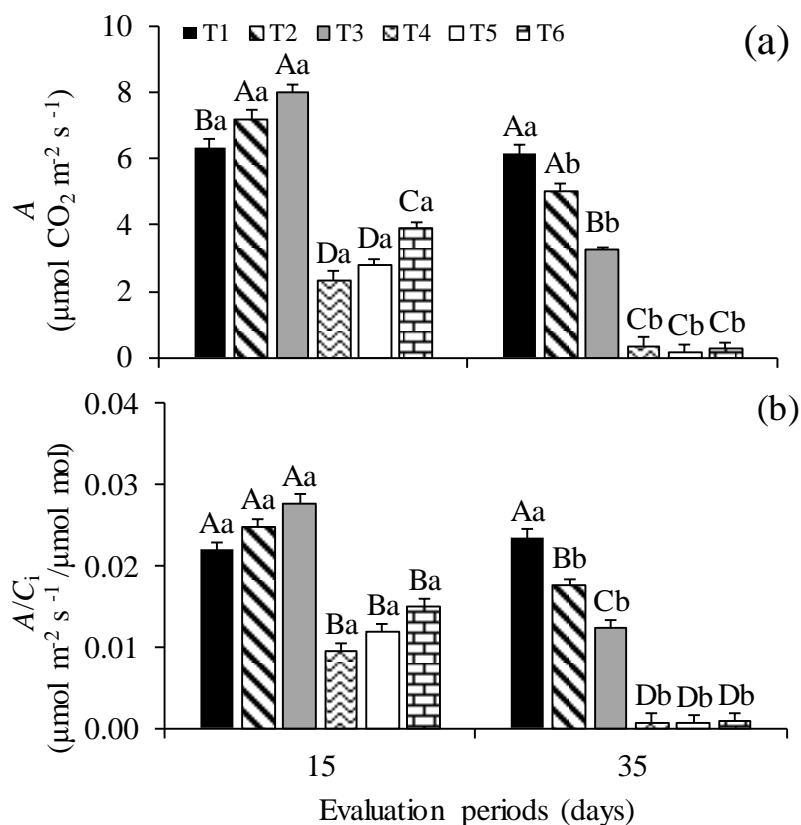 10
T1 T2 T3 T4 T5 T6
(a)
Aa
Aa
Ba
Aa
8
Ab
6
Ca
Bb
4
Da Da
2
Cb Cb Cb
0
A
(μmol CO2 m-2 s -1)
0.04
(b)
Aa
Aa
Aa
Aa
0.03
Bb
0.02
Ba
Ba
Ba
Cb
0.01
Db Db Db
0.00
A/Ci
(μmol m-2 s -1 /μmol mol)
15 35
Evaluation periods (days)